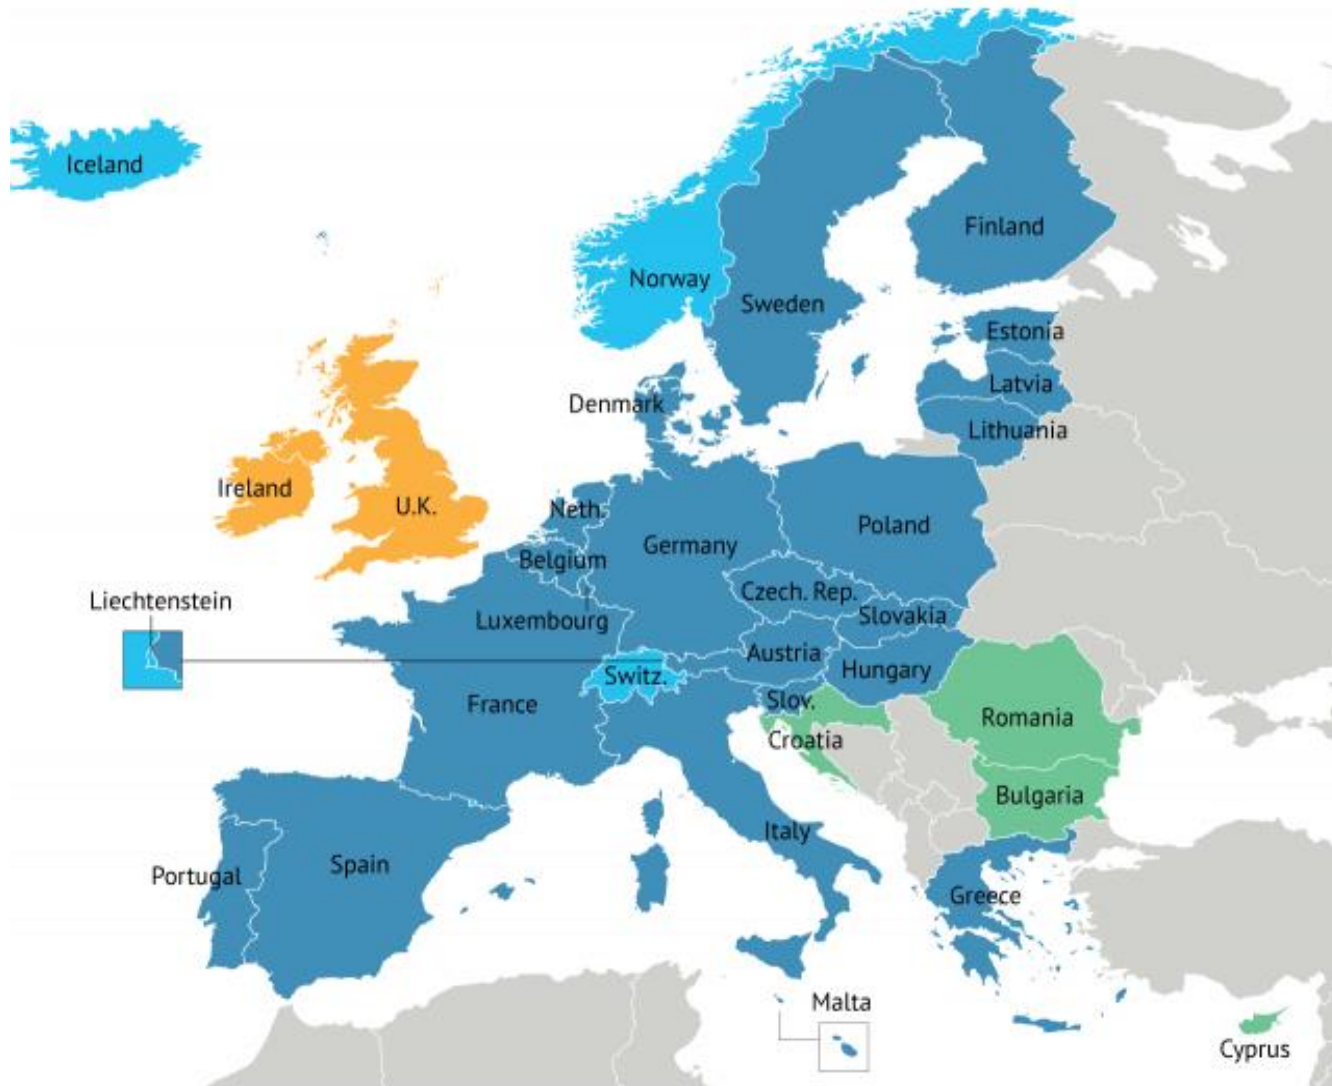 Iceland
Finland
Norway
Sweden
Estonia
Latvia
Denmark
Lithuania
Ireland
U.K.
Neth.
Poland
Germany
Belgium
Czech. Rep.
Liechtenstein
Luxembourg
Slovakia
Austria
Hungary
Switz.
Slov.
France
Romania
Croatia
Bulgaria
Italy
Spain
Portugal
Greece
Malta
Cyprus